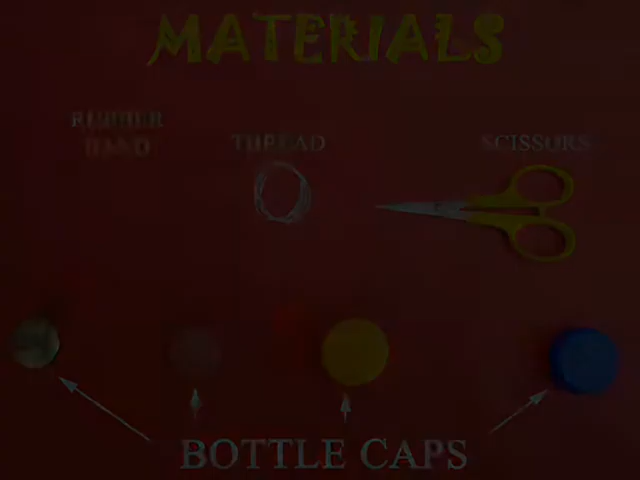 MATERIALS
RUBBER
BAND
THREAD
SCISSORS
BOTTLE CAPS